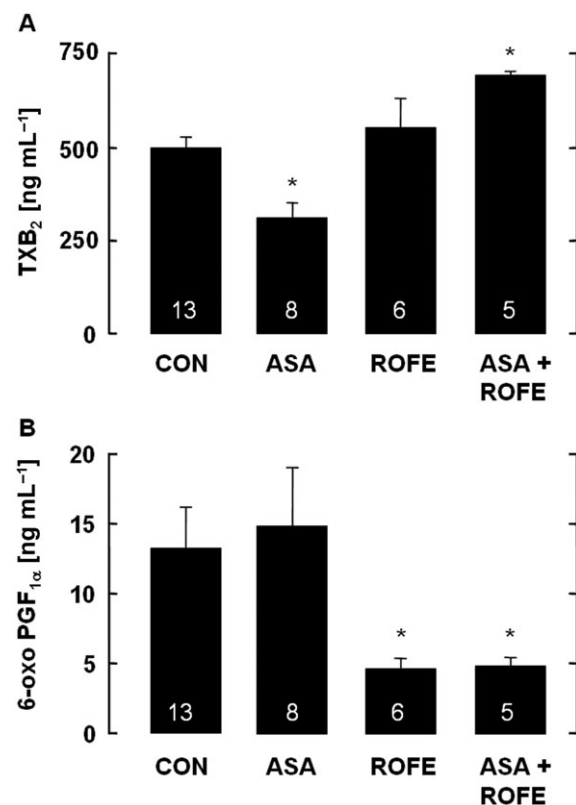 A
TXB₂ [ng mL⁻¹]
750
500
250
0
*
*
13
8
6
5
CON
ASA
ROFE
ASA +
ROFE
B
6-oxo PGF₁α [ng mL⁻¹]
20
15
10
5
0
*
*
13
8
6
5
CON
ASA
ROFE
ASA +
ROFE